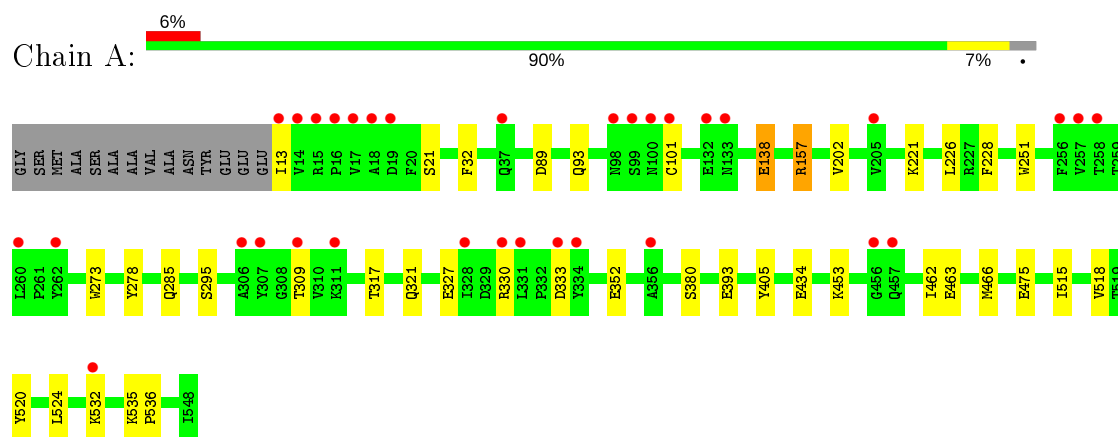 6%
Chain A:
90% 7% •
GLY SER MET ALA SER ALA ALA ALA VAL ALA ASN TYR GLU GLU GLU I13 V14 R15 P16 V17 A18 D19 F20 S21 F32 Q37 D89 Q93 N98 S99 N100 C101 E132 N133 E138 R157 V202 V205 K221 L226 R227 F228 W251 F256 V257 T258 T259
L260 P261 Y262 W273 Y278 Q285 S295 A306 Y307 G308 T309 V310 K311 T317 Q321 E327 I328 D329 R330 L331 P332 D333 Y334 E352 A356 S380 E393 Y405 E434 K453 G456 Q457 I462 E463 M466 E475 I515 V518 T519
Y520 L524 K532 K535 P536 I548